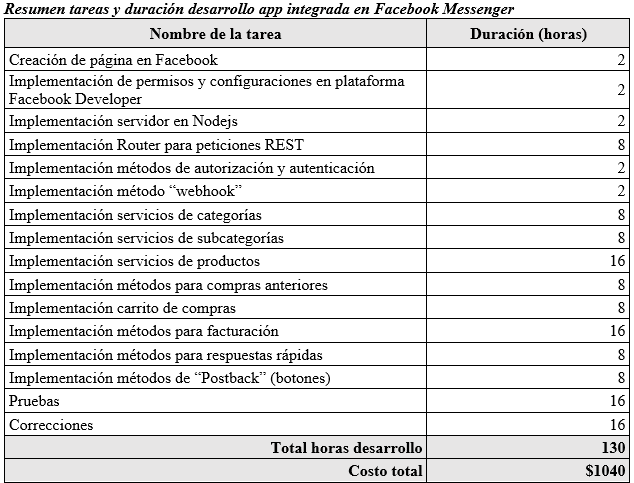 Resumen tareas y duración desarrollo app integrada en Facebook Messenger
Nombre de la tarea Duración (horas)
Creación de página en Facebook 2
Implementación de permisos y configuraciones en plataforma
Facebook Developer 2
Implementación servidor en Nodejs 2
Implementación Router para peticiones REST 8
Implementación métodos de autorización y autenticación 2
Implementación método “webhook” 2
Implementación servicios de categorías 8
Implementación servicios de subcategorías 8
Implementación servicios de productos 16
Implementación métodos para compras anteriores 8
Implementación carrito de compras 8
Implementación métodos para facturación 16
Implementación métodos para respuestas rápidas 8
Implementación métodos de “Postback” (botones) 8
Pruebas 16
Correcciones 16
Total horas desarrollo 130
Costo total $1040